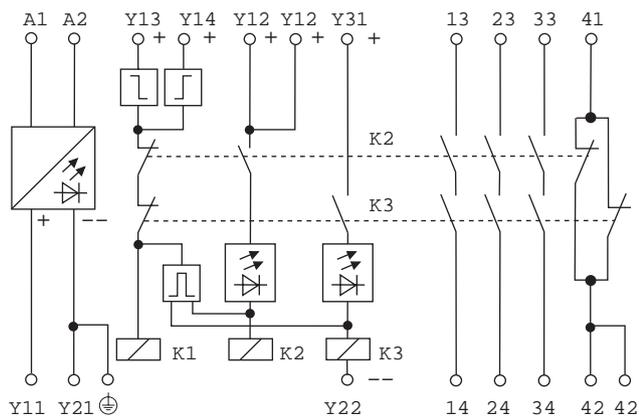 A1 A2 Y13 Y14 Y12 Y12 Y31 13 23 33 41
+ + + + +
K2
K3
+ --
K1 K2 K3
--
Y11 Y21 Y22 14 24 34 42 42